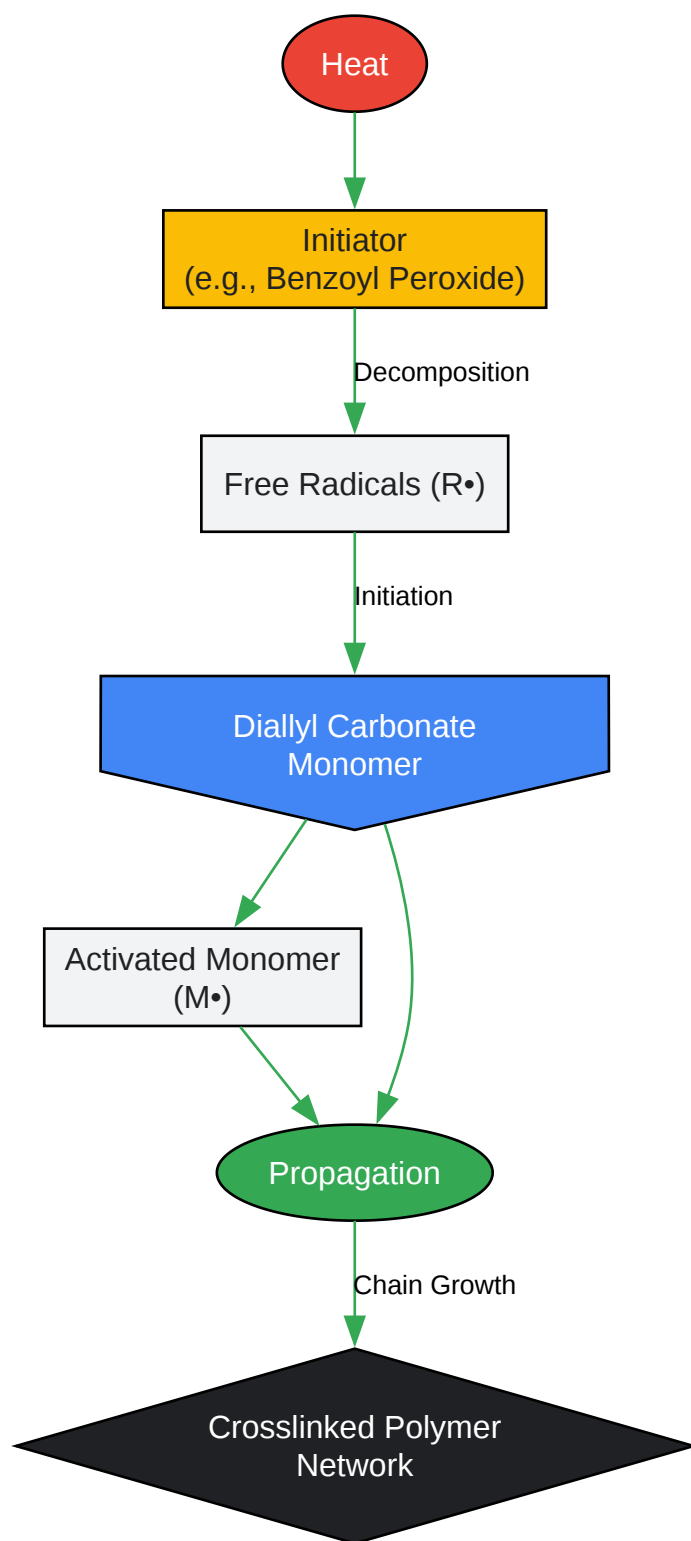 Heat
Initiator
(e.g., Benzoyl Peroxide)
Decomposition
Free Radicals (R•)
Initiation
Diallyl Carbonate
Monomer
Activated Monomer
(M•)
Propagation
Chain Growth
Crosslinked Polymer
Network